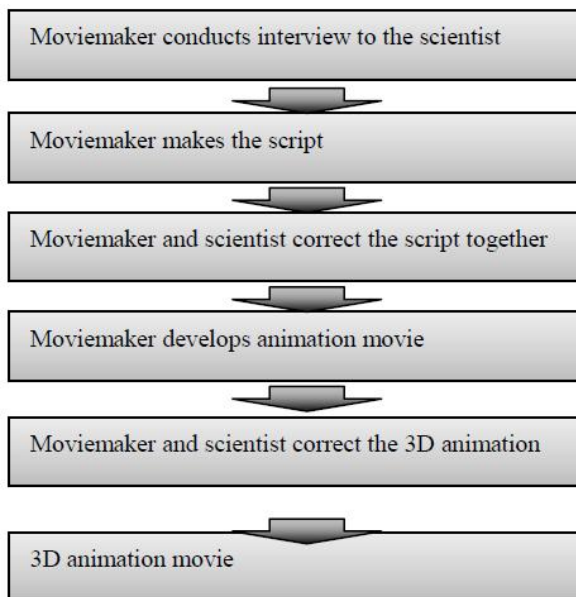 Moviemaker conducts interview to the scientist
Moviemaker makes the script
Moviemaker and scientist correct the script together
Moviemaker develops animation movie
Moviemaker and scientist correct the 3D animation
3D animation movie